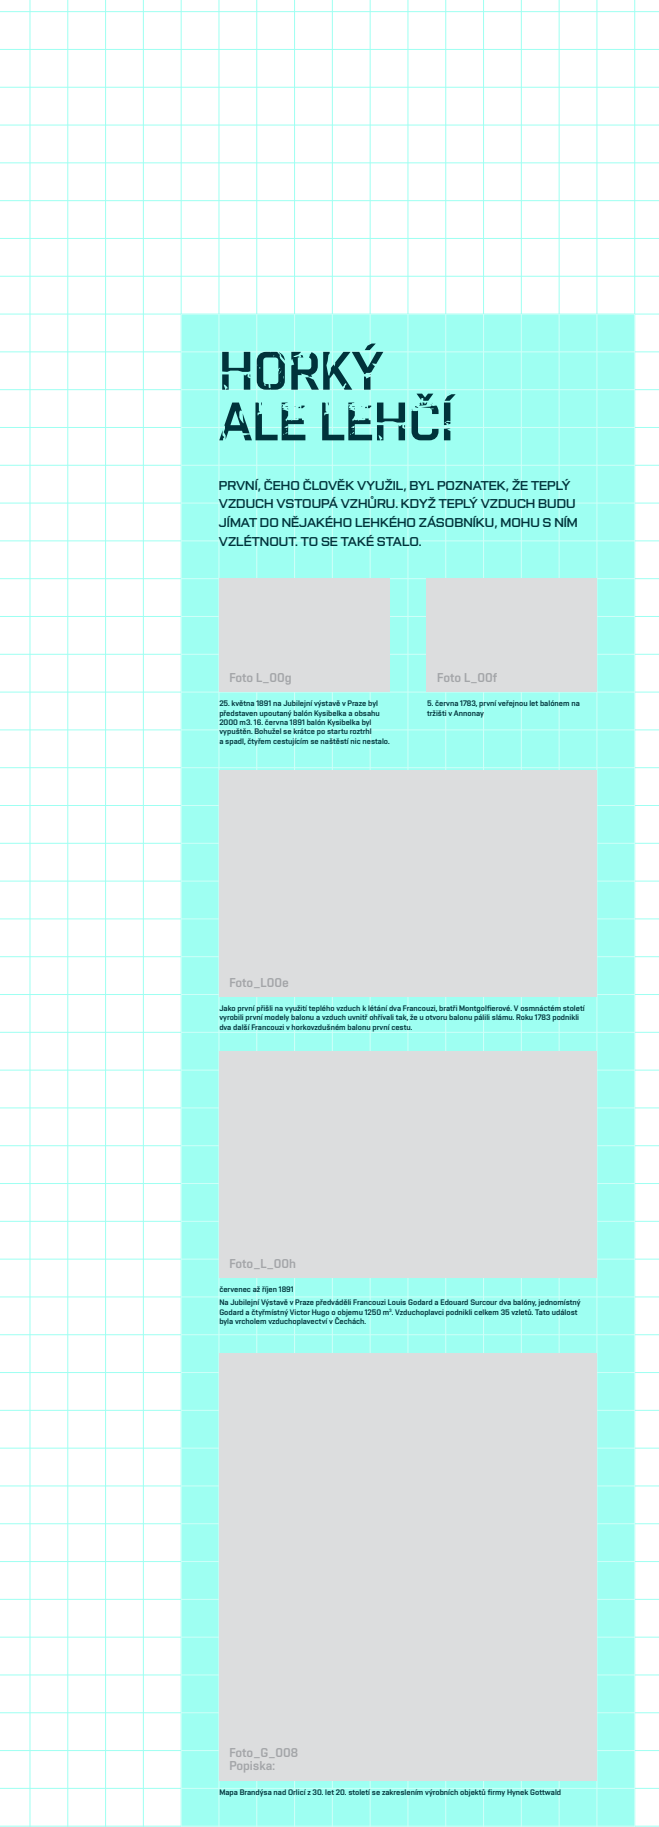 HORKÝ
ALE LEHČÍ
PRVNÍ, ČEHO ČLOVĚK VYUŽIL, BYL POZNATEK, ŽE TEPLÝ
VZDUCH VSTOUPÁ VZHŮRU. KDYŽ TEPLÝ VZDUCH BUDU
JÍMAT DO NĚJAKÉHO LEHKÉHO ZÁSOBNÍKU, MOHU S NÍM
VZLÉTNOUT. TO SE TAKÉ STALO.
Foto L_00g
25. května 1891 na Jubilejní výstavě v Praze byl
představen upoutaný balón Kysibelka a obsahu
2000 m3. 16. června 1891 balón Kysibelka byl
vypuštěn. Bohužel se krátce po startu roztrhl
a spadl, čtyřem cestujícím se naštěstí nic nestalo.
Foto L_00f
5. června 1783, první veřejnou let balónem na
tržišti v Annonay
Foto_L00e
Jako první přišli na využití teplého vzduch k létání dva Francouzi, bratři Montgolfierové. V osmnáctém století
vyrobili první modely balonu a vzduch uvnitř ohřívali tak, že u otvoru balonu pálili slámu. Roku 1783 podnikli
dva další Francouzi v horkovzdušném balonu první cestu.
Foto_L_00h
červenec až říjen 1891
Na Jubilejní Výstavě v Praze předváděli Francouzi Louis Godard a Edouard Surcour dva balóny, jednomístný
Godard a čtyřmístný Victor Hugo o objemu 1250 m³. Vzduchoplavci podnikli celkem 35 vzletů. Tato událost
byla vrcholem vzduchoplavectví v Čechách.
Foto_G_008
Popiska:
Mapa Brandýsa nad Orlicí z 30. let 20. století se zakreslením výrobních objektů firmy Hynek Gottwald